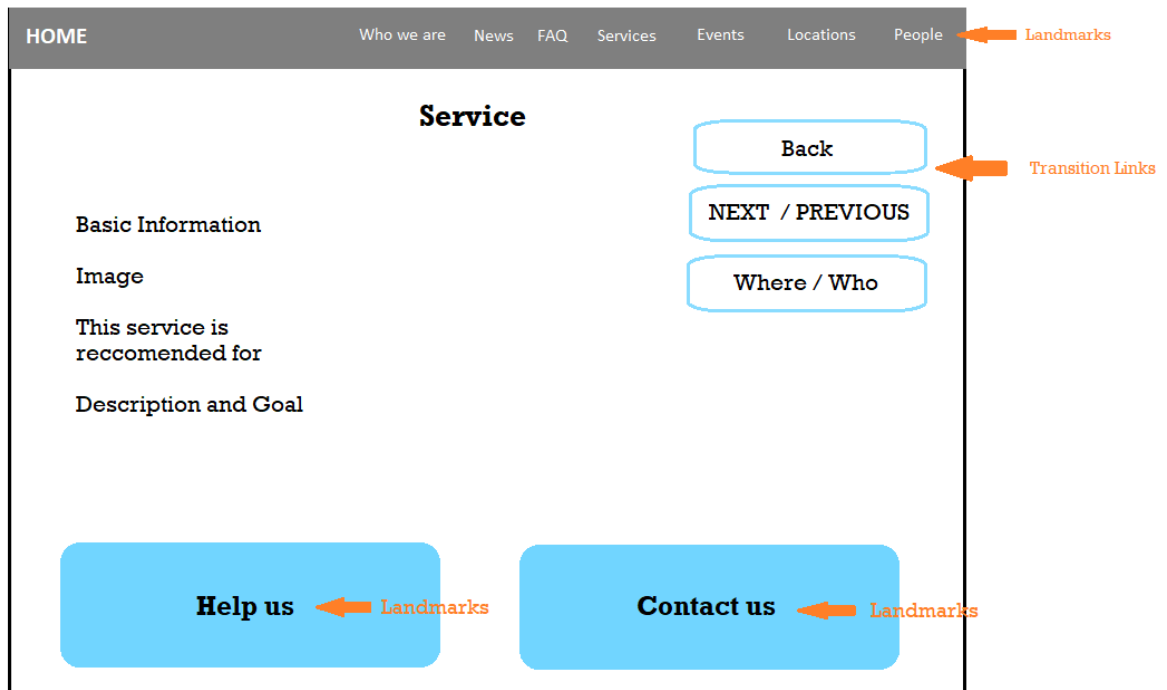 HOME Who we are News FAQ Services Events Locations People Landmarks
Service
Back
Transition Links
NEXT / PREVIOUS
Where / Who
Basic Information
Image
This service is
reccomended for
Description and Goal
Help us Landmarks
Contact us Landmarks